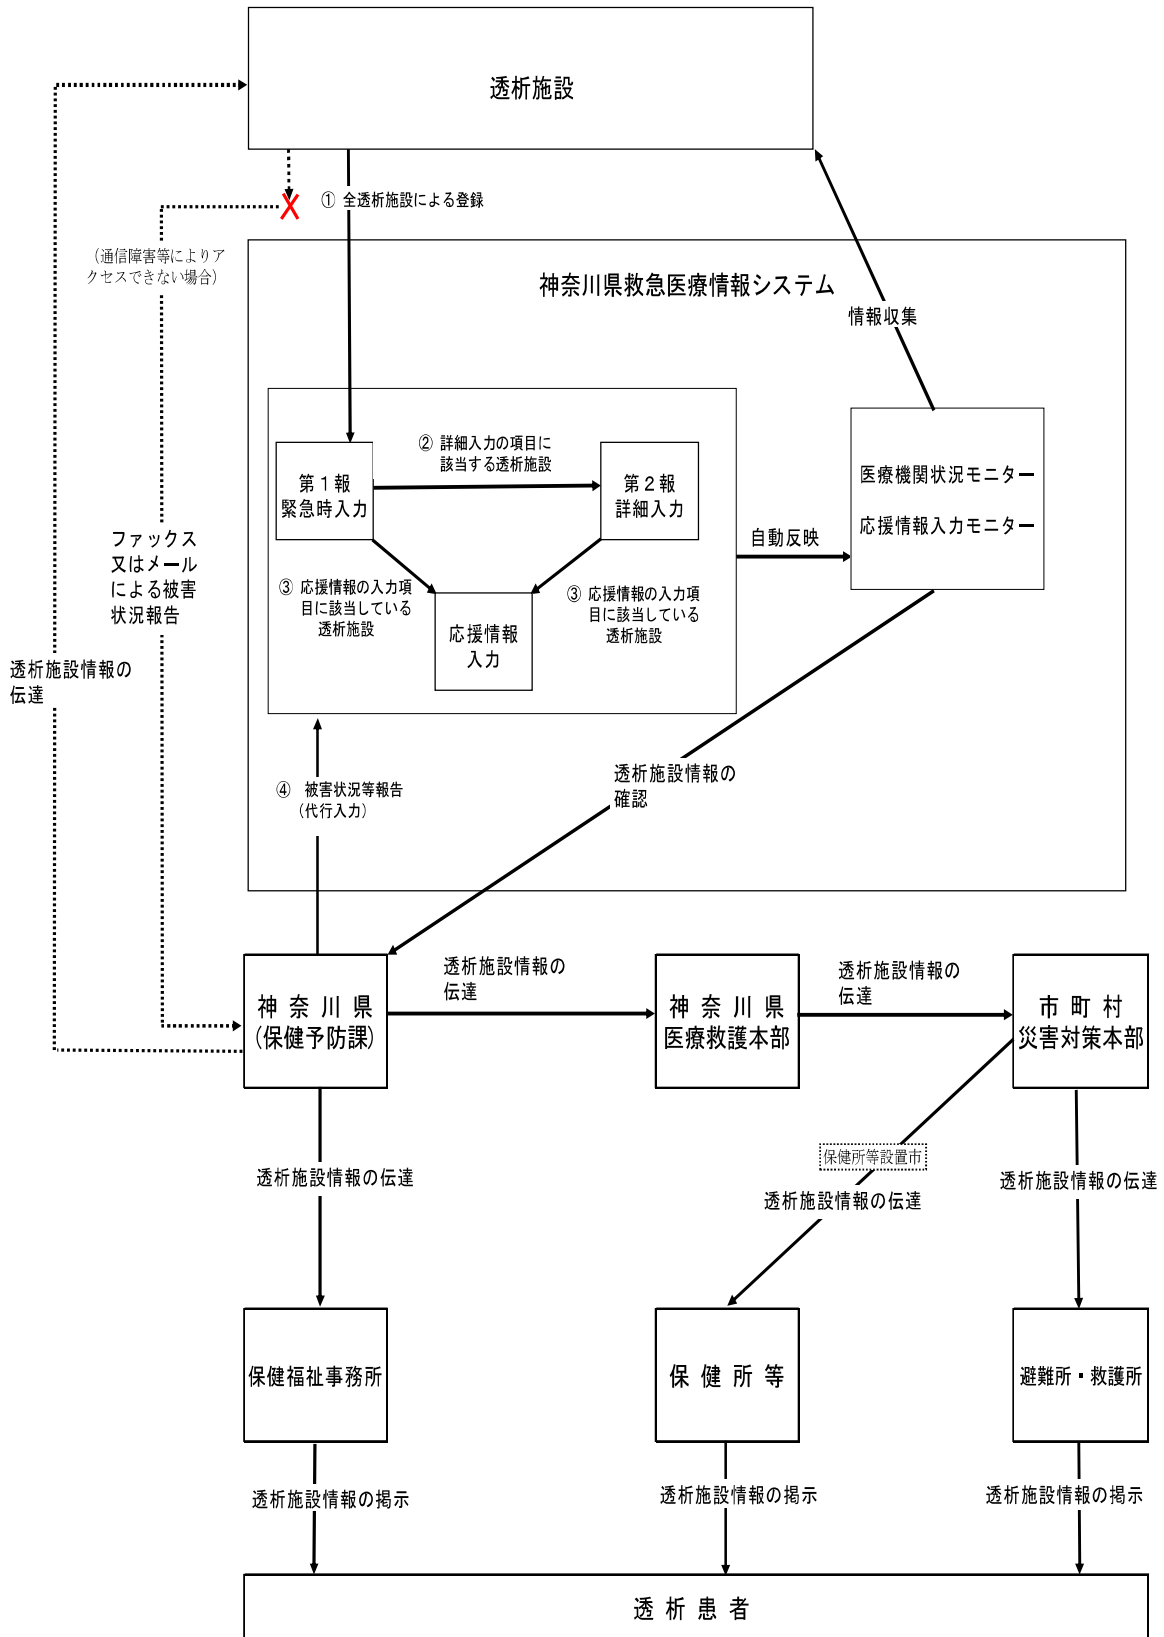 透析施設
① 全透析施設による登録
（通信障害等によりア
クセスできない場合）
神奈川県救急医療情報システム
情報収集
② 詳細入力の項目に
該当する透析施設
第１報
緊急時入力
第２報
詳細入力
医療機関状況モニター
応援情報入力モニター
自動反映
ファックス
又はメール
による被害
状況報告
③ 応援情報の入力項
目に該当している
透析施設
③ 応援情報の入力項
目に該当している
透析施設
応援情報
入力
透析施設情報の
伝達
④ 被害状況等報告
（代行入力）
透析施設情報の
確認
神奈川県
（保健予防課）
透析施設情報の
伝達
神奈川県
医療救護本部
透析施設情報の
伝達
市町村
災害対策本部
保健所等設置市
透析施設情報の伝達
透析施設情報の伝達
透析施設情報の伝達
保健福祉事務所
保健所等
避難所・救護所
透析施設情報の掲示
透析施設情報の掲示
透析施設情報の掲示
透析患者